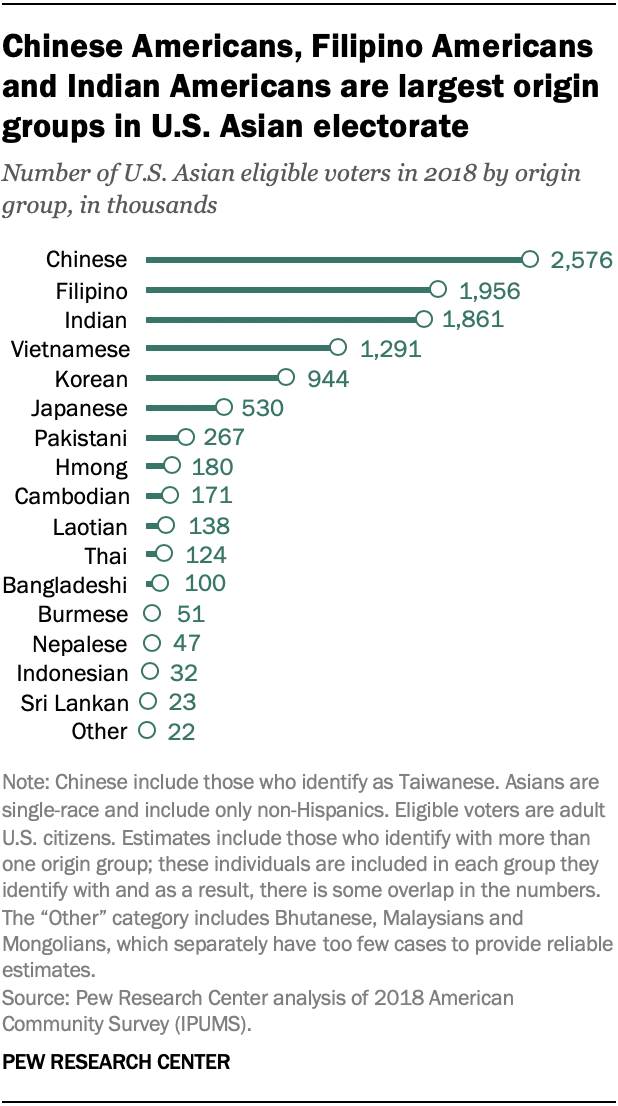 Chinese Americans, Filipino Americans
and Indian Americans are largest origin
groups in U.S. Asian electorate
Number of U.S. Asian eligible voters in 2018 by origin
group, in thousands
Chinese 2,576
Filipino 1,956
Indian 1,861
Vietnamese 1,291
Korean 944
Japanese 530
Pakistani 267
Hmong 180
Cambodian 171
Laotian 138
Thai 124
Bangladeshi 100
Burmese 51
Nepalese 47
Indonesian 32
Sri Lankan 23
Other 22
Note: Chinese include those who identify as Taiwanese. Asians are
single-race and include only non-Hispanics. Eligible voters are adult
U.S. citizens. Estimates include those who identify with more than
one origin group; these individuals are included in each group they
identify with and as a result, there is some overlap in the numbers.
The “Other” category includes Bhutanese, Malaysians and
Mongolians, which separately have too few cases to provide reliable
estimates.
Source: Pew Research Center analysis of 2018 American
Community Survey (IPUMS).
PEW RESEARCH CENTER